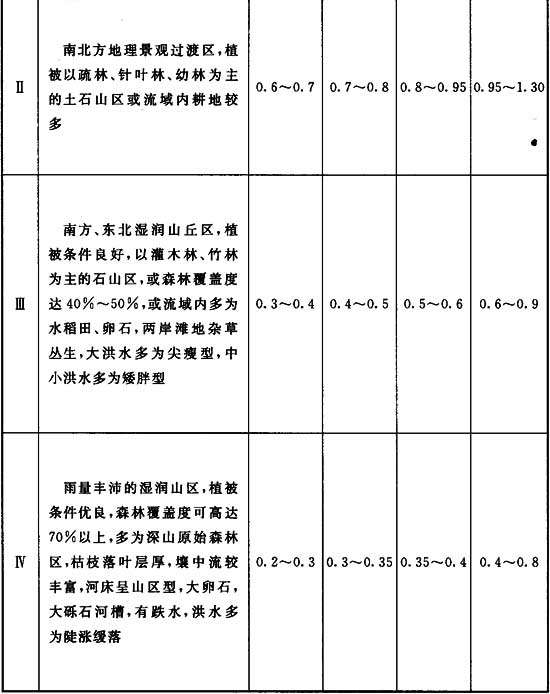 南北方地理景观过渡区,植
被以疏林、针叶林、幼林为主
的土石山区或流域内耕地较
多
Ⅱ
0.6～0.7
0.7～0.8
0.8～0.95
0.95～1.30
南方、东北湿润山丘区,植
被条件良好,以灌木林、竹林
为主的石山区,或森林覆盖度
达40%～50%,或流域内多为
水稻田、卵石,两岸滩地杂草
丛生,大洪水多为尖瘦型,中
小洪水多为矮胖型
Ⅲ
0.3～0.4
0.4～0.5
0.5～0.6
0.6～0.9
雨量丰沛的湿润山区,植被
条件优良,森林覆盖度可高达
70%以上,多为深山原始森林
区,枯枝落叶层厚,壤中流较
丰富,河床呈山区型,大卵石,
大砾石河槽,有跌水,洪水多
为陡涨缓落
Ⅳ
0.2～0.3
0.3～0.35
0.35～0.4
0.4～0.8